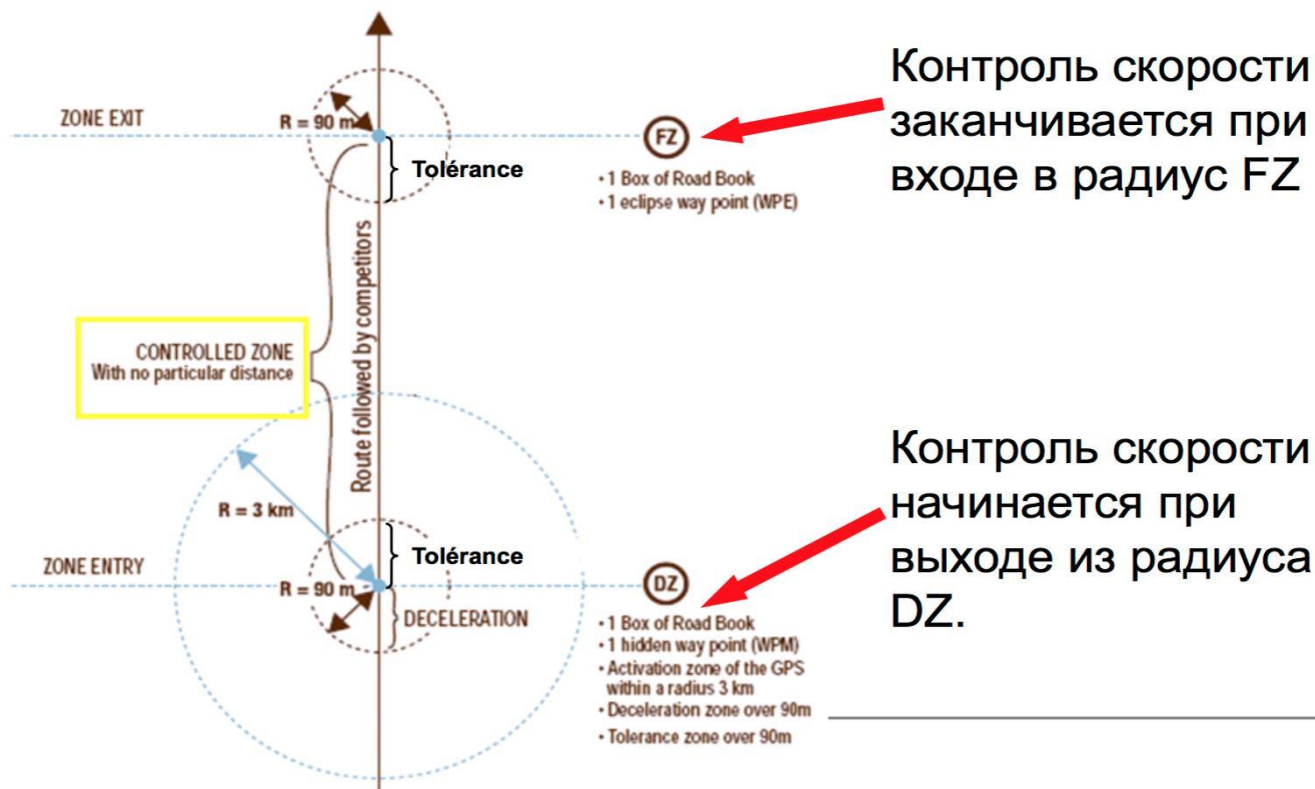 Контроль скорости
заканчивается при
входе в радиус FZ
ZONE EXIT
R = 90 m
Tolérance
FZ
• 1 Box of Road Book
• 1 eclipse way point (WPE)
CONTROLLED ZONE
With no particular distance
Route followed by competitors
R = 3 km
Контроль скорости
начинается при
выходе из радиуса
DZ.
ZONE ENTRY
Tolérance
R = 90 m
DECELERATION
DZ
• 1 Box of Road Book
• 1 hidden way point (WPM)
• Activation zone of the GPS
within a radius 3 km
• Deceleration zone over 90m
• Tolerance zone over 90m